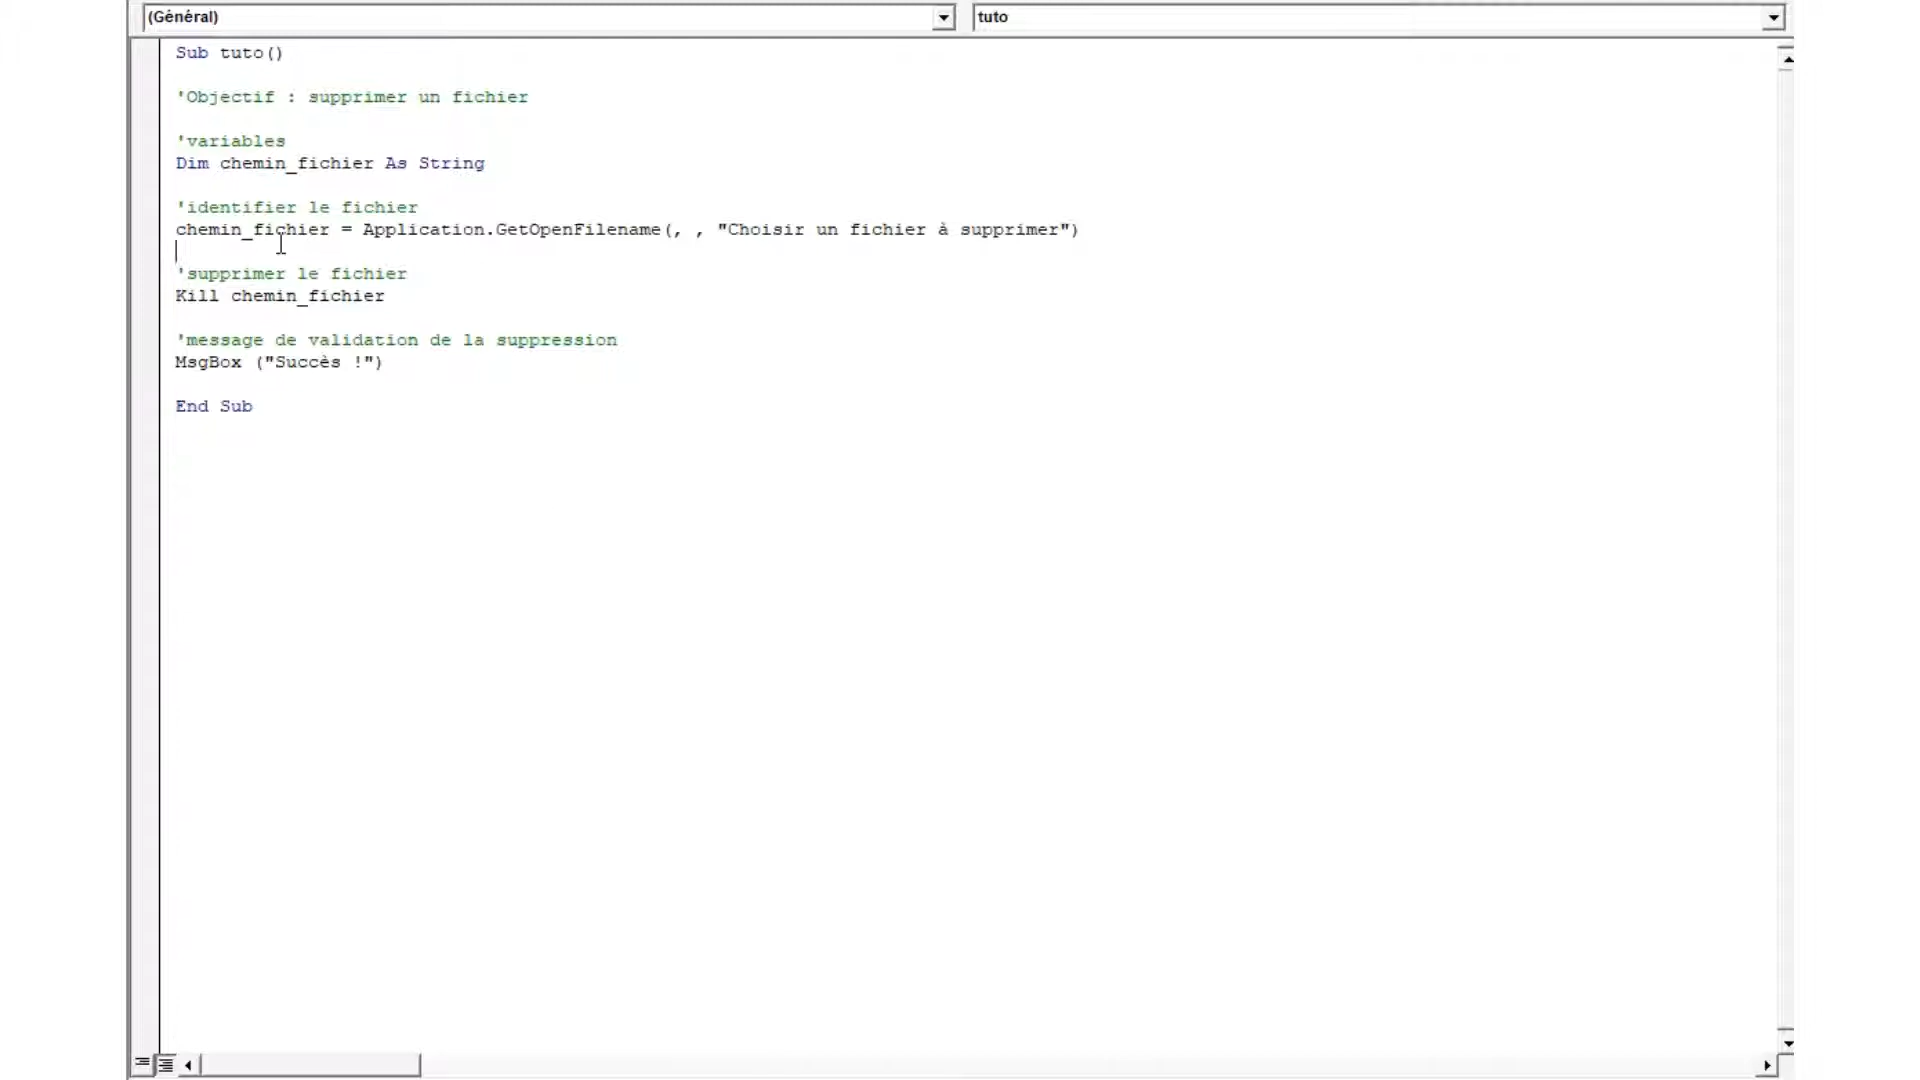 (Général)
tuto
Sub tuto()
'Objectif : supprimer un fichier
'variables
Dim chemin_fichier As String
'identifier le fichier
chemin_fichier = Application.GetOpenFilename(, , "Choisir un fichier à supprimer")
'supprimer le fichier
Kill chemin_fichier
'message de validation de la suppression
MsgBox ("Succès !")
End Sub